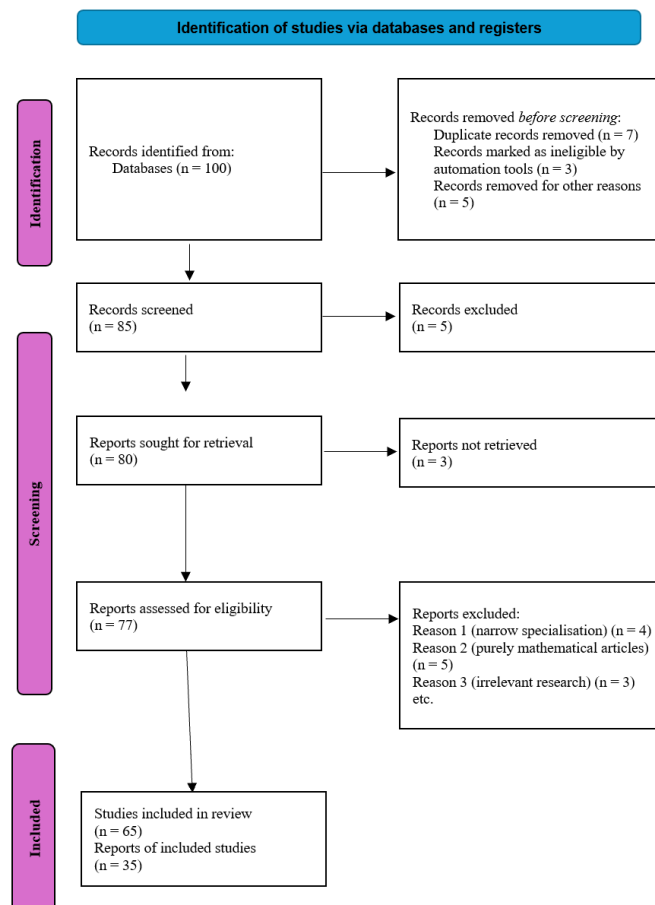 Identification of studies via databases and registers
Identification
Records identified from:
Databases (n = 100)
Records removed before screening:
Duplicate records removed (n = 7)
Records marked as ineligible by
automation tools (n = 3)
Records removed for other reasons
(n = 5)
Screening
Records screened
(n = 85)
Records excluded
(n = 5)
Reports sought for retrieval
(n = 80)
Reports not retrieved
(n = 3)
Reports assessed for eligibility
(n = 77)
Reports excluded:
Reason 1 (narrow specialisation) (n = 4)
Reason 2 (purely mathematical articles)
(n = 5)
Reason 3 (irrelevant research) (n = 3)
etc.
Included
Studies included in review
(n = 65)
Reports of included studies
(n = 35)